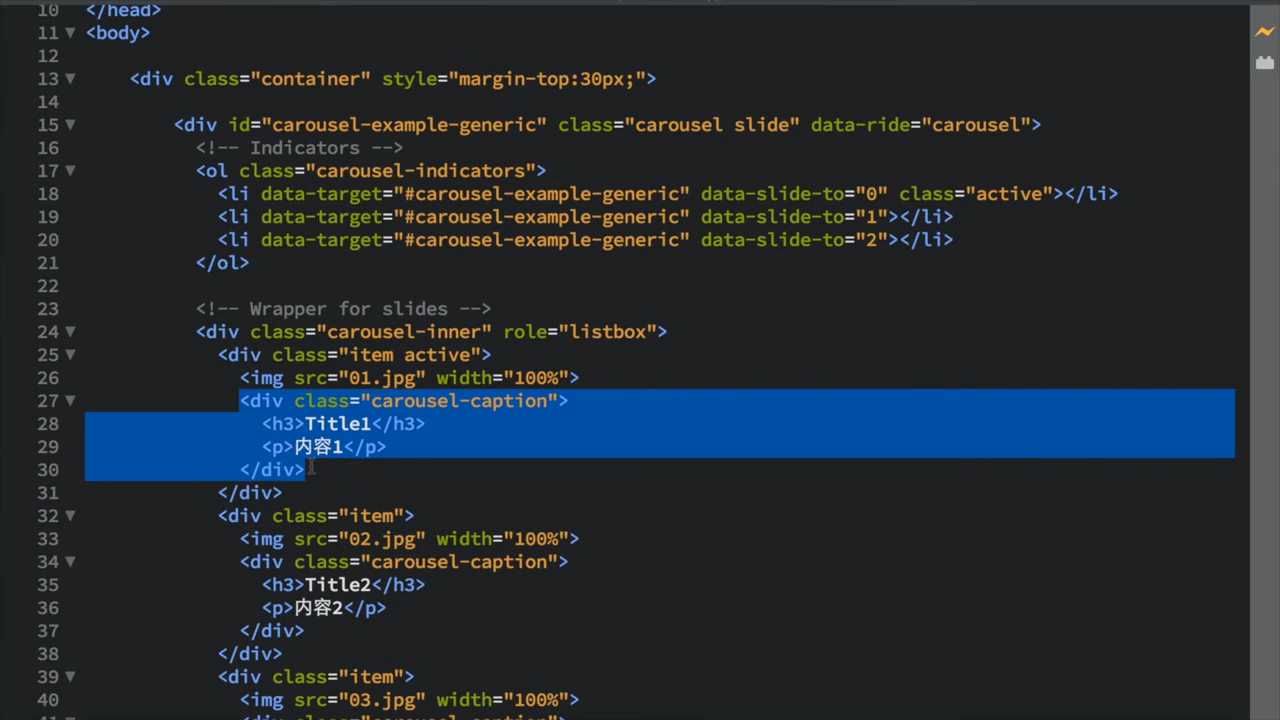 10 </head>
11 <body>
12
13 <div class="container" style="margin-top:30px;">
14
15 <div id="carousel-example-generic" class="carousel slide" data-ride="carousel">
16 <!-- Indicators -->
17 <ol class="carousel-indicators">
18 <li data-target="#carousel-example-generic" data-slide-to="0" class="active"></li>
19 <li data-target="#carousel-example-generic" data-slide-to="1"></li>
20 <li data-target="#carousel-example-generic" data-slide-to="2"></li>
21 </ol>
22
23 <!-- Wrapper for slides -->
24 <div class="carousel-inner" role="listbox">
25 <div class="item active">
26 <img src="01.jpg" width="100%">
27 <div class="carousel-caption">
28 <h3>Title1</h3>
29 <p>内容1</p>
30 </div>
31 </div>
32 <div class="item">
33 <img src="02.jpg" width="100%">
34 <div class="carousel-caption">
35 <h3>Title2</h3>
36 <p>内容2</p>
37 </div>
38 </div>
39 <div class="item">
40 <img src="03.jpg" width="100%">
41 <div class="carousel-caption">